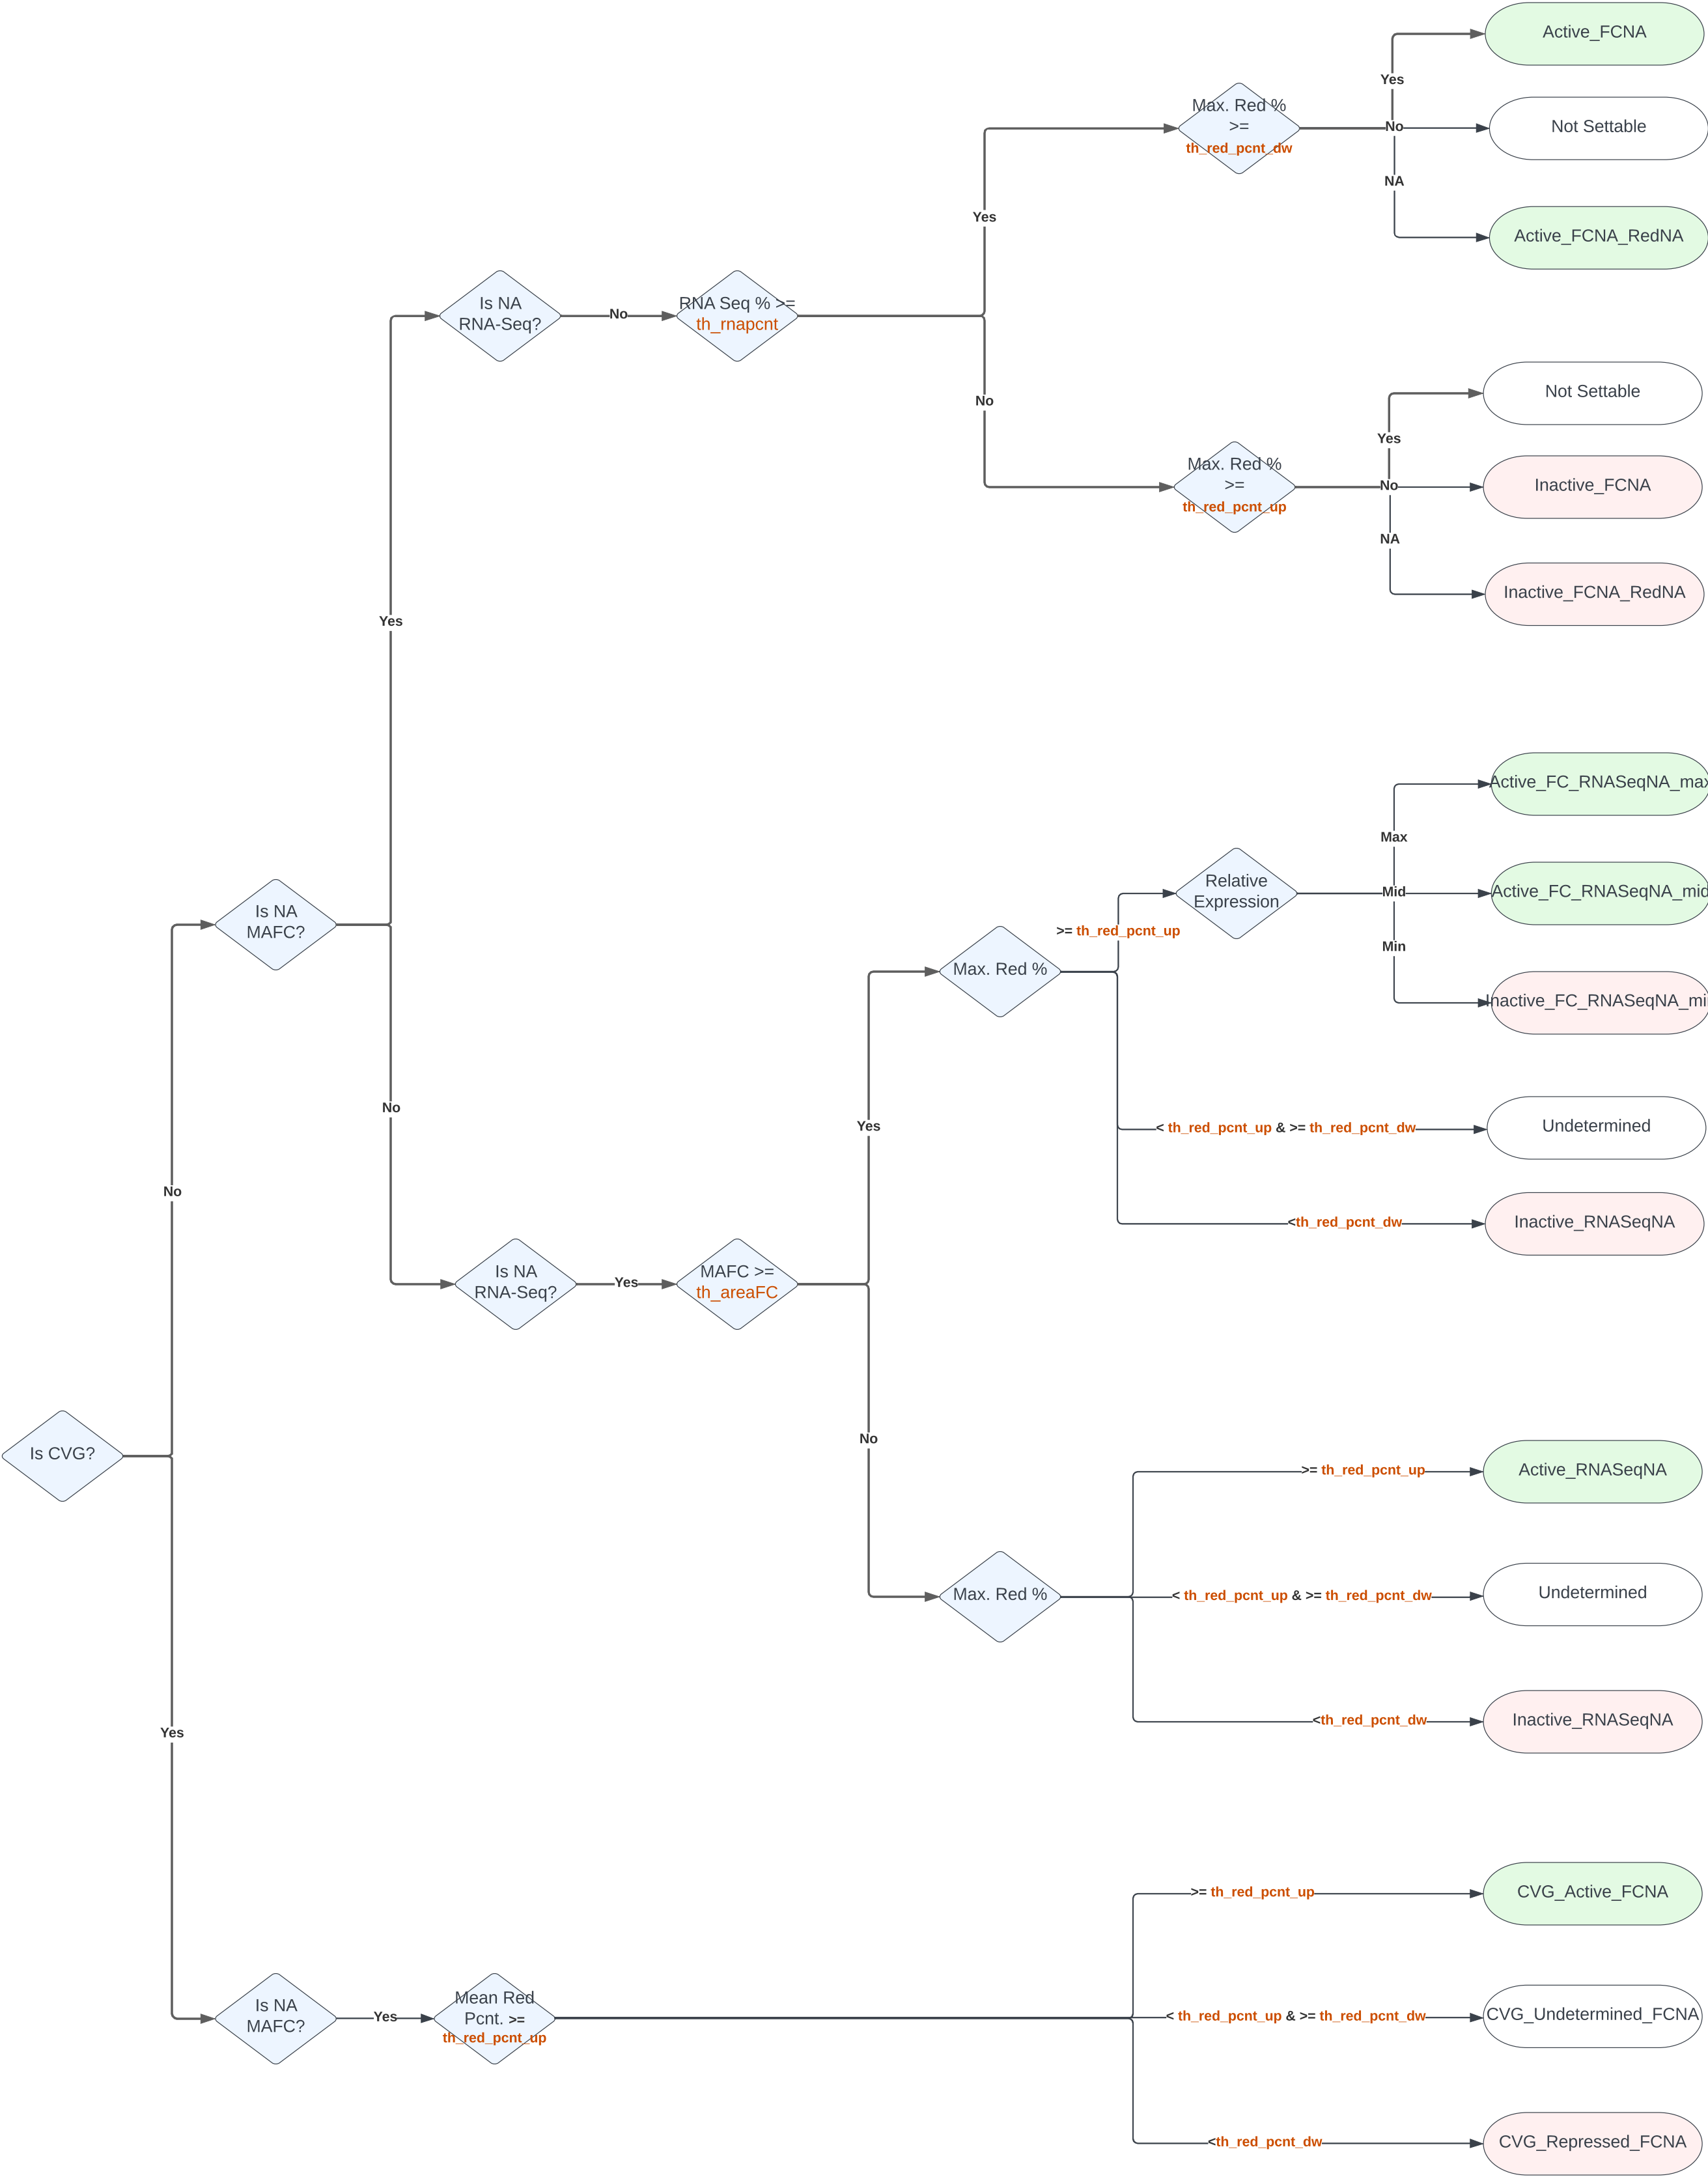 Active_FCNA
Yes
Max. Red %
>=
th_red_pcnt_dw
No
Not Settable
NA
Active_FCNA_RedNA
Yes
Is NA
RNA-Seq?
No
RNA Seq % >=
th_rnapcnt
No
Not Settable
Yes
Max. Red %
>=
th_red_pcnt_up
No
Inactive_FCNA
NA
Inactive_FCNA_RedNA
Yes
Active_FC_RNASeqNA_max
Max
Relative
Expression
Mid
Active_FC_RNASeqNA_mid
Is NA
MAFC?
>= th_red_pcnt_up
Min
Max. Red %
Inactive_FC_RNASeqNA_mi
No
Yes
< th_red_pcnt_up & >= th_red_pcnt_dw
Undetermined
No
<th_red_pcnt_dw
Inactive_RNASeqNA
Is NA
RNA-Seq?
Yes
MAFC >=
th_areaFC
No
Is CVG?
>= th_red_pcnt_up
Active_RNASeqNA
Max. Red %
< th_red_pcnt_up & >= th_red_pcnt_dw
Undetermined
Yes
<th_red_pcnt_dw
Inactive_RNASeqNA
>= th_red_pcnt_up
CVG_Active_FCNA
Is NA
MAFC?
Yes
Mean Red
Pcnt. >=
th_red_pcnt_up
< th_red_pcnt_up & >= th_red_pcnt_dw
CVG_Undetermined_FCNA
<th_red_pcnt_dw
CVG_Repressed_FCNA